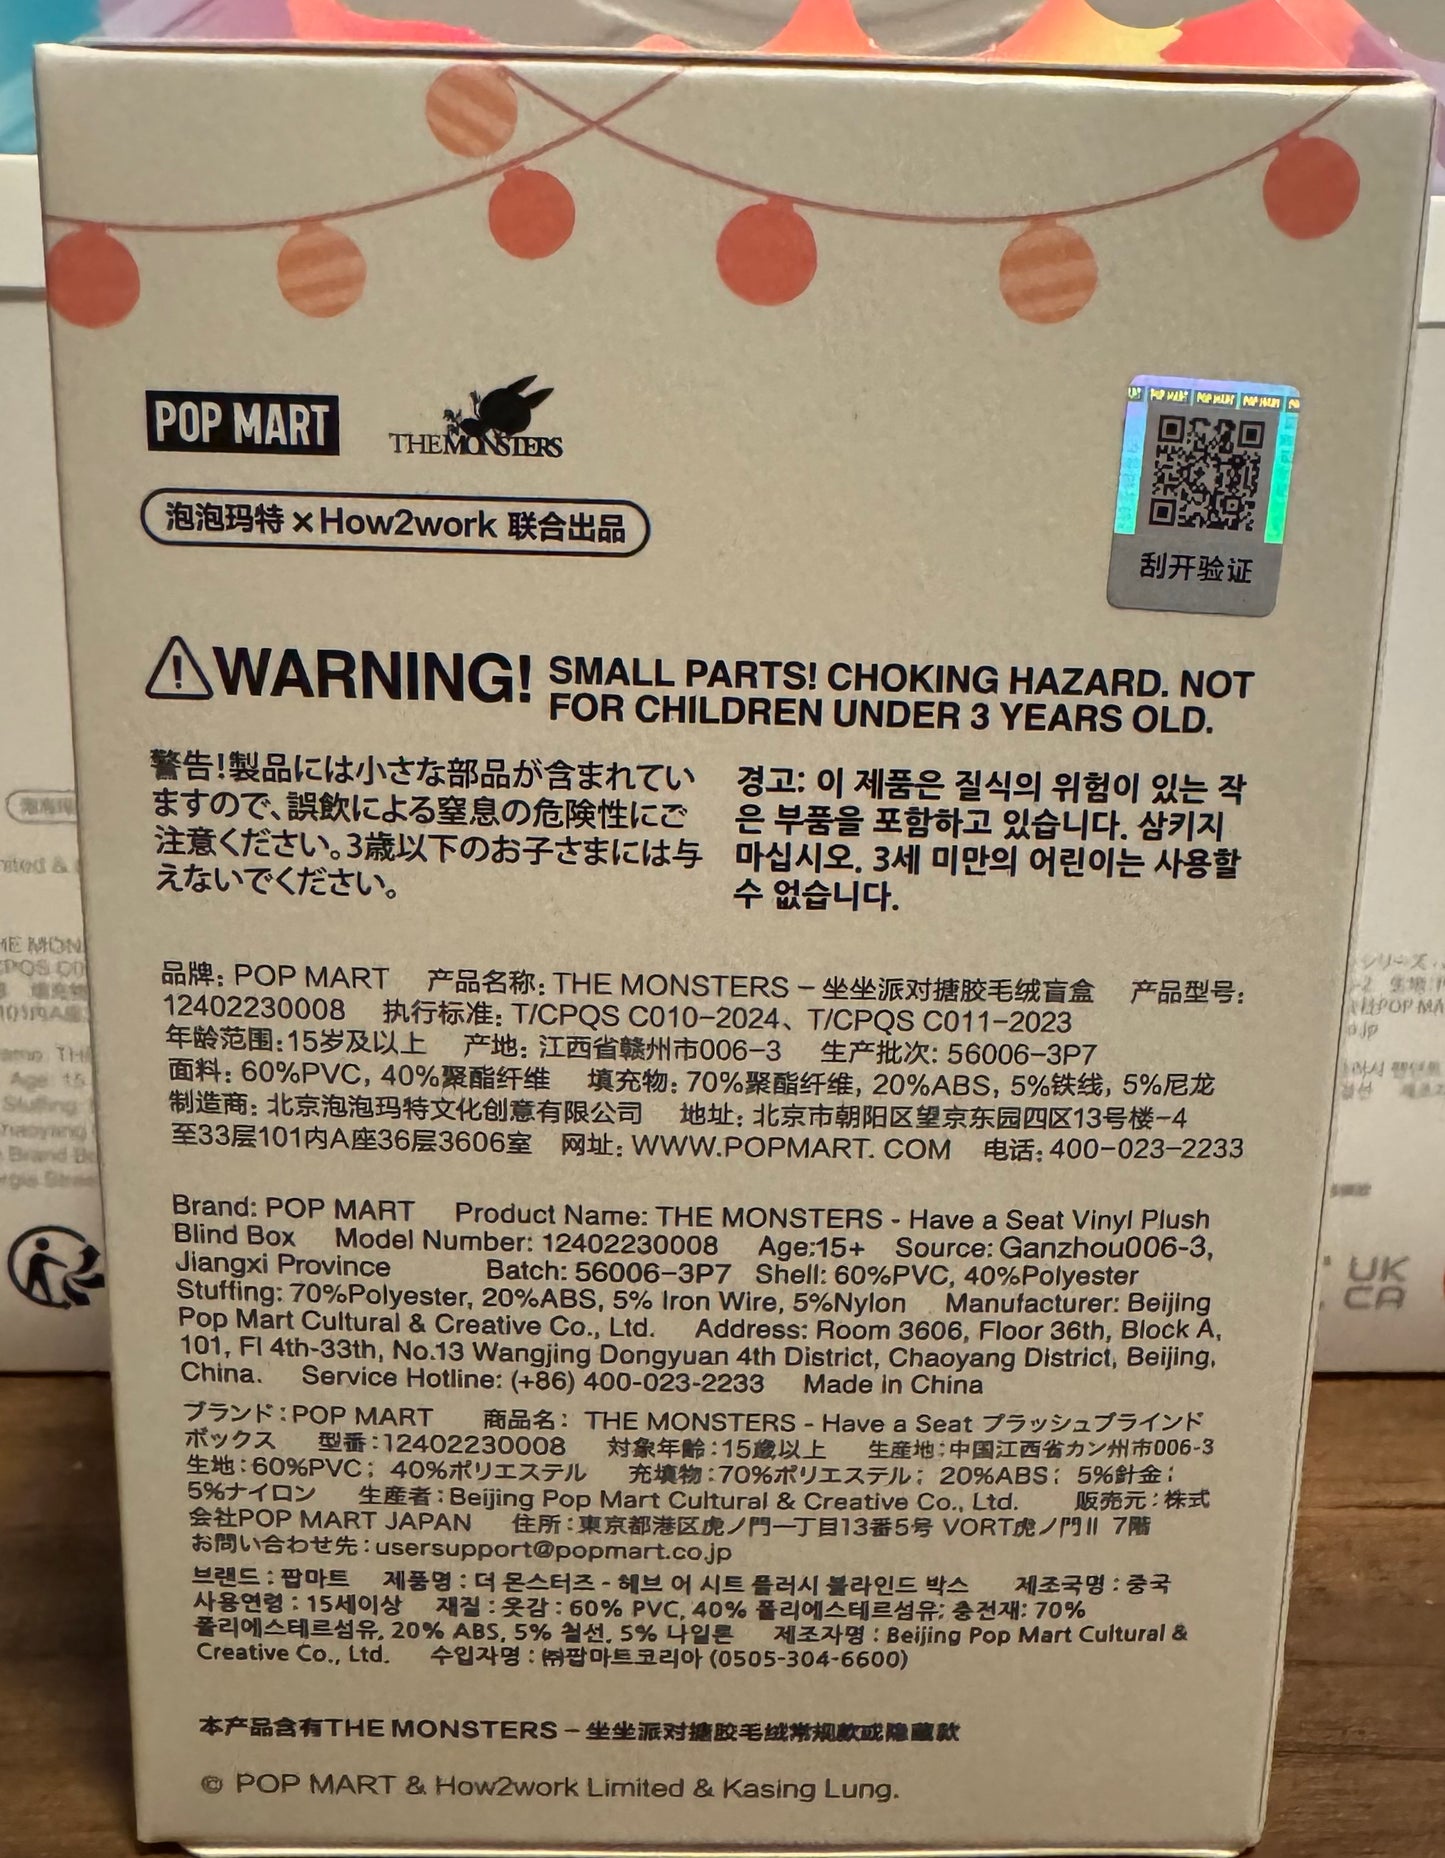 POP MART
THE MONSTERS
泡泡玛特×How2work 联合出品
POP MART POP MART POP MART
刮开验证
WARNING! SMALL PARTS! CHOKING HAZARD. NOT
FOR CHILDREN UNDER 3 YEARS OLD.
警告!製品には小さな部品が含まれてい
ますので、誤飲による窒息の危険性にご
注意ください。3歳以下のお子さまには与
えないでください。
경고: 이 제품은 질식의 위험이 있는 작
은 부품을 포함하고 있습니다. 삼키지
마십시오. 3세 미만의 어린이는 사용할
수 없습니다.
品牌: POP MART 产品名称: THE MONSTERS – 坐坐派对搪胶毛绒盲盒 产品型号:
12402230008 执行标准: T/CPQS C010-2024、T/CPQS C011-2023
年龄范围:15岁及以上 产地: 江西省赣州市006-3 生产批次: 56006-3P7
面料: 60%PVC, 40%聚酯纤维 填充物: 70%聚酯纤维, 20%ABS, 5%铁线, 5%尼龙
制造商: 北京泡泡玛特文化创意有限公司 地址: 北京市朝阳区望京东园四区13号楼-4
至33层101内A座36层3606室 网址: WWW.POPMART. COM 电话: 400-023-2233
Brand: POP MART Product Name: THE MONSTERS - Have a Seat Vinyl Plush
Blind Box Model Number: 12402230008 Age:15+ Source: Ganzhou006-3,
Jiangxi Province Batch: 56006-3P7 Shell: 60%PVC, 40%Polyester
Stuffing: 70%Polyester, 20%ABS, 5% Iron Wire, 5%Nylon Manufacturer: Beijing
Pop Mart Cultural & Creative Co., Ltd. Address: Room 3606, Floor 36th, Block A,
101, Fl 4th-33th, No.13 Wangjing Dongyuan 4th District, Chaoyang District, Beijing,
China. Service Hotline: (+86) 400-023-2233 Made in China
ブランド:POP MART 商品名: THE MONSTERS - Have a Seat プラッシュブラインド
ボックス 型番:12402230008 対象年齢:15歳以上 生産地:中国江西省カン州市006-3
生地:60%PVC; 40%ポリエステル 充填物:70%ポリエステル; 20%ABS; 5%針金;
5%ナイロン 生産者:Beijing Pop Mart Cultural & Creative Co., Ltd. 販売元:株式
会社POP MART JAPAN 住所:東京都港区虎ノ門一丁目13番5号 VORT虎ノ門II 7階
お問い合わせ先:usersupport@popmart.co.jp
브랜드 : 팝마트 제품명 : 더 몬스터즈 - 헤브 어 시트 플러시 블라인드 박스 제조국명 : 중국
사용연령 : 15세이상 재질 : 옷감 : 60% PVC, 40% 폴리에스테르섬유; 충전재: 70%
폴리에스테르섬유, 20% ABS, 5% 철선, 5% 나일론 제조자명 : Beijing Pop Mart Cultural &
Creative Co., Ltd. 수입자명 : ㈜팝마트코리아 (0505-304-6600)
本产品含有THE MONSTERS – 坐坐派对搪胶毛绒常规款或隐藏款
© POP MART & How2work Limited & Kasing Lung.
UK
CA